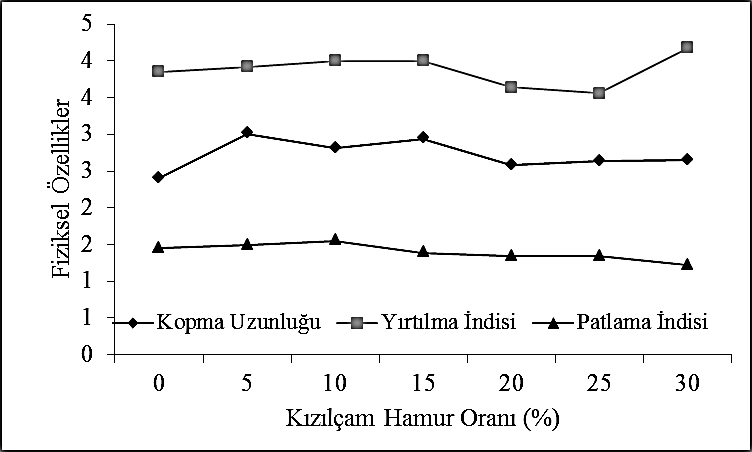 5
4
4
3
3
2
2
1
1
0
Fiziksel Özellikler
Kopma Uzunluğu Yırtılma İndisi Patlama İndisi
0 5 10 15 20 25 30
Kızılçam Hamur Oranı (%)